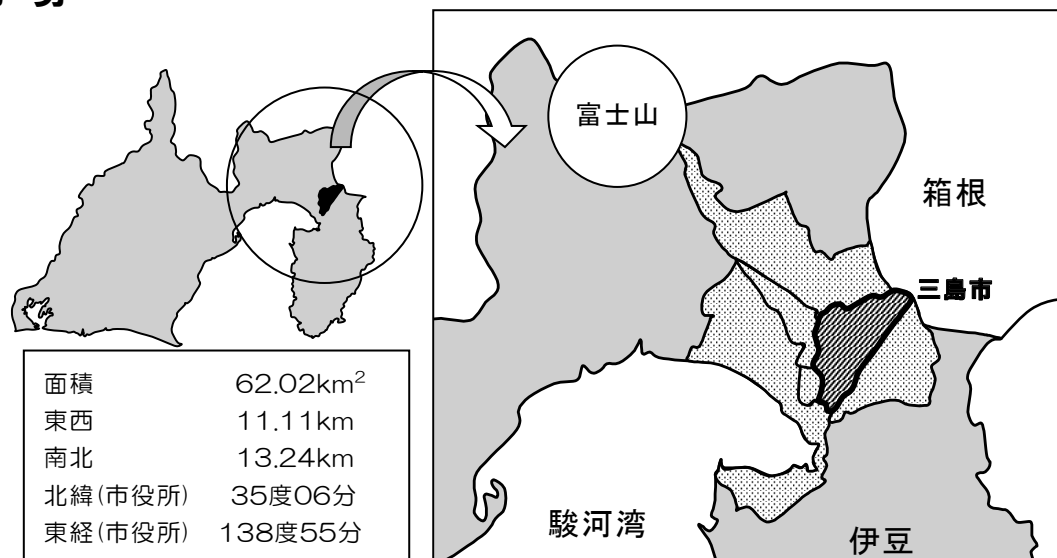 富士山
箱根
三島市
駿河湾
伊豆
面積 62.02km²
東西 11.11km
南北 13.24km
北緯(市役所) 35度06分
東経(市役所) 138度55分